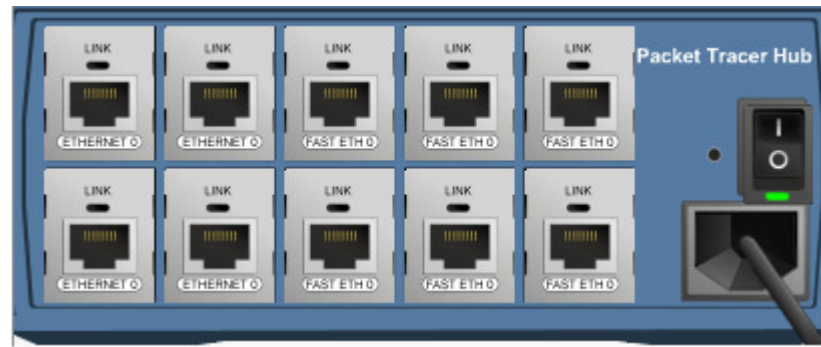 LINK LINK LINK LINK LINK
Packet Tracer Hub
ETHERNET 0 ETHERNET 0 FAST ETH 0 FAST ETH 0 FAST ETH 0
LINK LINK LINK LINK LINK
ETHERNET 0 ETHERNET 0 FAST ETH 0 FAST ETH 0 FAST ETH 0